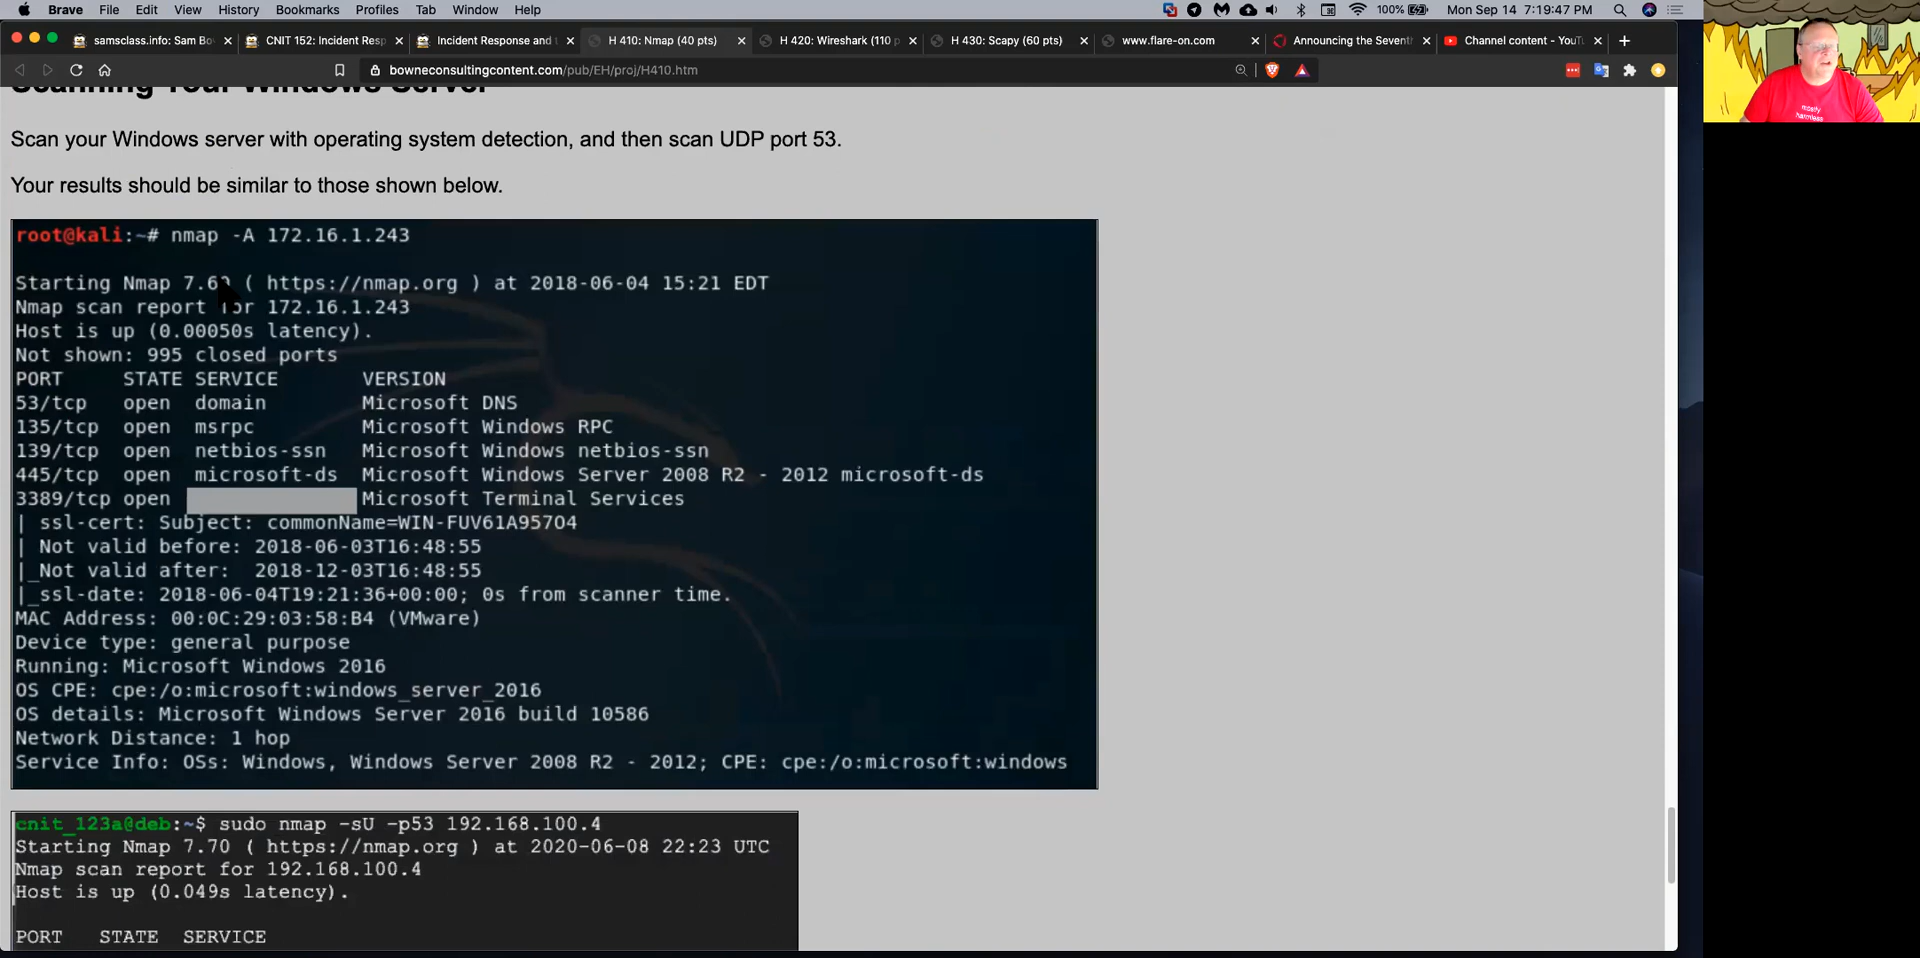 Brave File Edit View History Bookmarks Profiles Tab Window Help 100% Mon Sep 14 7:19:47 PM
samsclass.info: Sam Bo CNIT 152: Incident Resp Incident Response and H 410: Nmap (40 pts) H 420: Wireshark (110 p H 430: Scapy (60 pts) www.flare-on.com Announcing the Sevent Channel content - YouTu
bowneconsultingcontent.com/pub/EH/proj/H410.htm
mostly
harmless
Scanning Your Windows Server
Scan your Windows server with operating system detection, and then scan UDP port 53.
Your results should be similar to those shown below.
root@kali:~# nmap -A 172.16.1.243
Starting Nmap ( https://nmap.org ) at 2018-06-04 15:21 EDT
Nmap scan report for 172.16.1.243
Host is up (0.00050s latency).
Not shown: 995 closed ports
PORT STATE SERVICE VERSION
53/tcp open domain Microsoft DNS
135/tcp open msrpc Microsoft Windows RPC
139/tcp open netbios-ssn Microsoft Windows netbios-ssn
445/tcp open microsoft-ds Microsoft Windows Server 2008 R2 - 2012 microsoft-ds
3389/tcp open Microsoft Terminal Services
| ssl-cert: Subject: commonName=WIN-FUV61A957O4
| Not valid before: 2018-06-03T16:48:55
|_Not valid after: 2018-12-03T16:48:55
|_ssl-date: 2018-06-04T19:21:36+00:00; 0s from scanner time.
MAC Address: 00:0C:29:03:58:B4 (VMware)
Device type: general purpose
Running: Microsoft Windows 2016
OS CPE: cpe:/o:microsoft:windows_server_2016
OS details: Microsoft Windows Server 2016 build 10586
Network Distance: 1 hop
Service Info: OSs: Windows, Windows Server 2008 R2 - 2012; CPE: cpe:/o:microsoft:windows
cnit_123a@deb:~$ sudo nmap -sU -p53 192.168.100.4
Starting Nmap 7.70 ( https://nmap.org ) at 2020-06-08 22:23 UTC
Nmap scan report for 192.168.100.4
Host is up (0.049s latency).
PORT STATE SERVICE